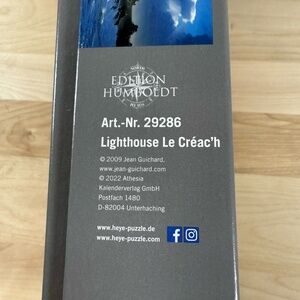 NORTH
EDITION
HUMBOLDT
Art.-Nr. 29286
Lighthouse Le Créac'h
© 2009 Jean Guichard,
www.jean-guichard.com
© 2022 Athesia
Kalenderverlag GmbH
Postfach 1480
D-82004 Unterhaching
www.heye-puzzle.de
www.heye-puzzle.com